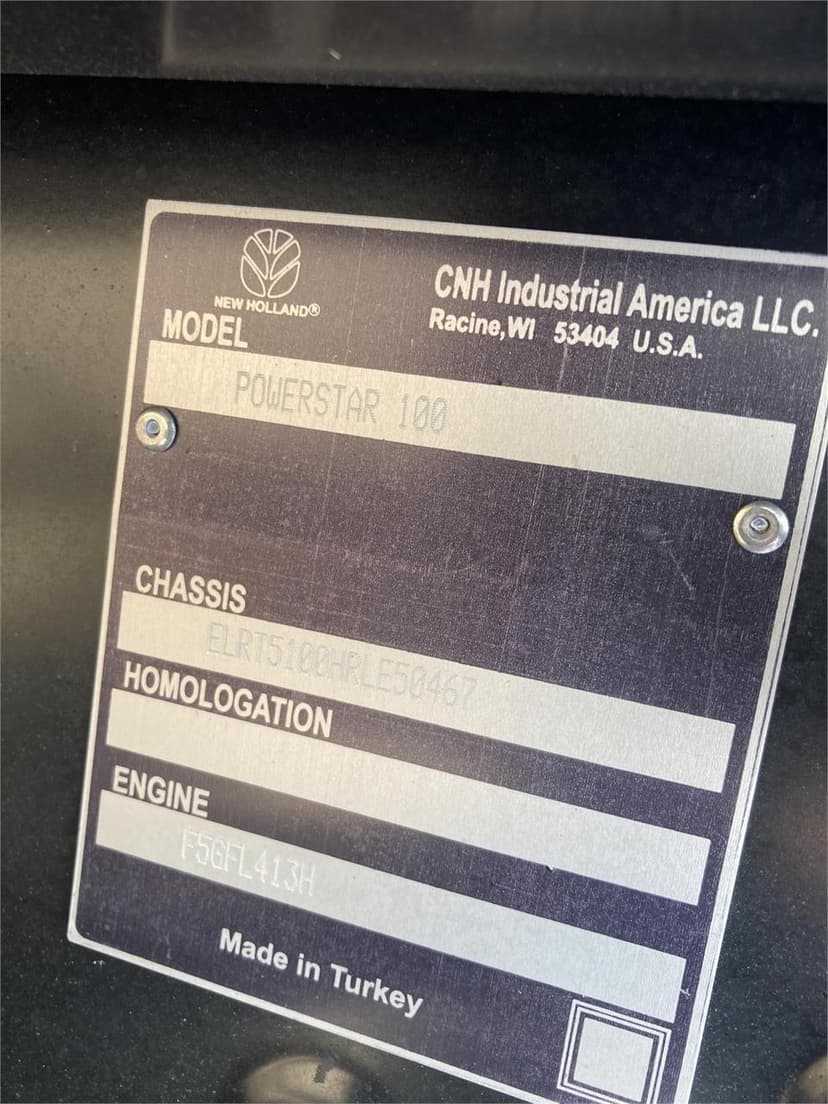 NEW HOLLAND®
CNH Industrial America LLC.
Racine,WI 53404 U.S.A.
MODEL
POWERSTAR 100
CHASSIS
ELRT5100HRLE50467
HOMOLOGATION
ENGINE
F5GFL413H
Made in Turkey